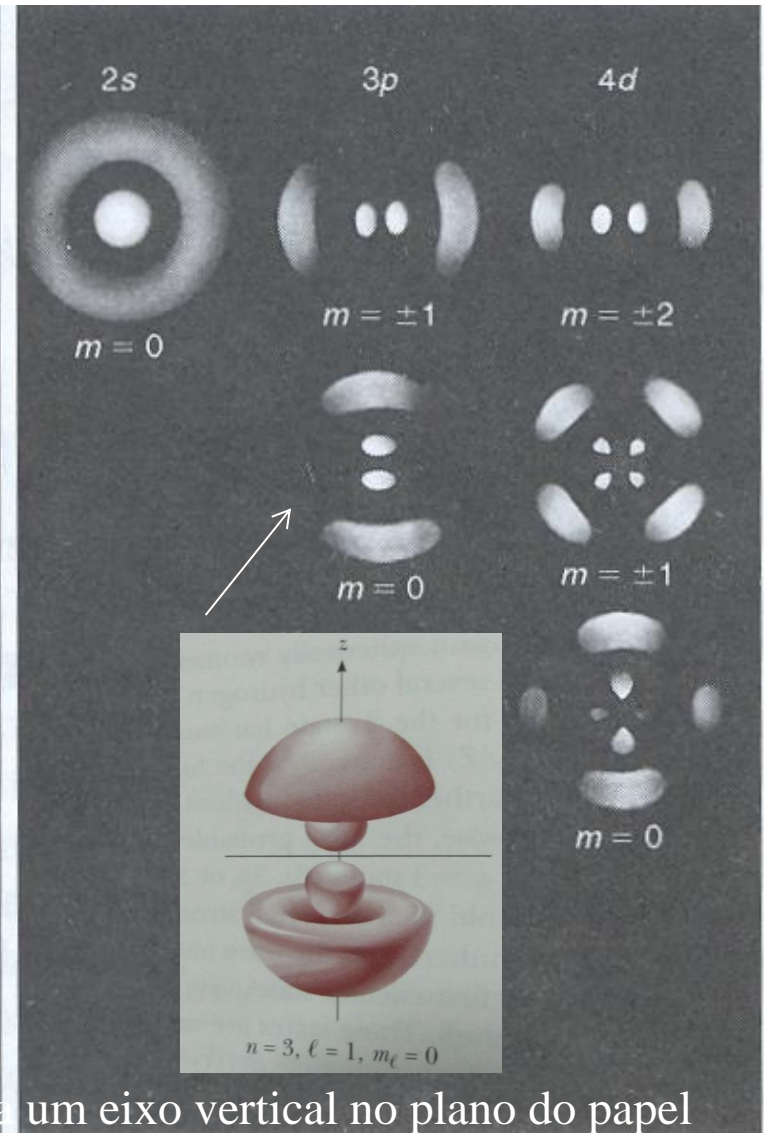 2s 3p 4d
m = ±1 m = ±2
m = 0
m = 0 m = ±1
z
m = 0
n = 3, ℓ = 1, mℓ = 0
um eixo vertical no plano do papel